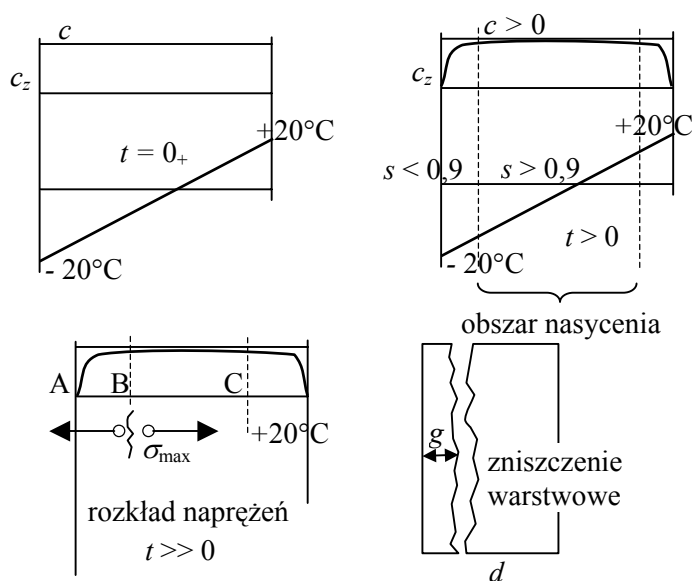 c
c_z
+20°C
t = 0₊
- 20°C
c > 0
c_z
+20°C
s < 0,9
s > 0,9
t > 0
- 20°C
obszar nasycenia
A
B
C
σ_max
+20°C
rozkład naprężeń
t >> 0
g
zniszczenie
warstwowe
d